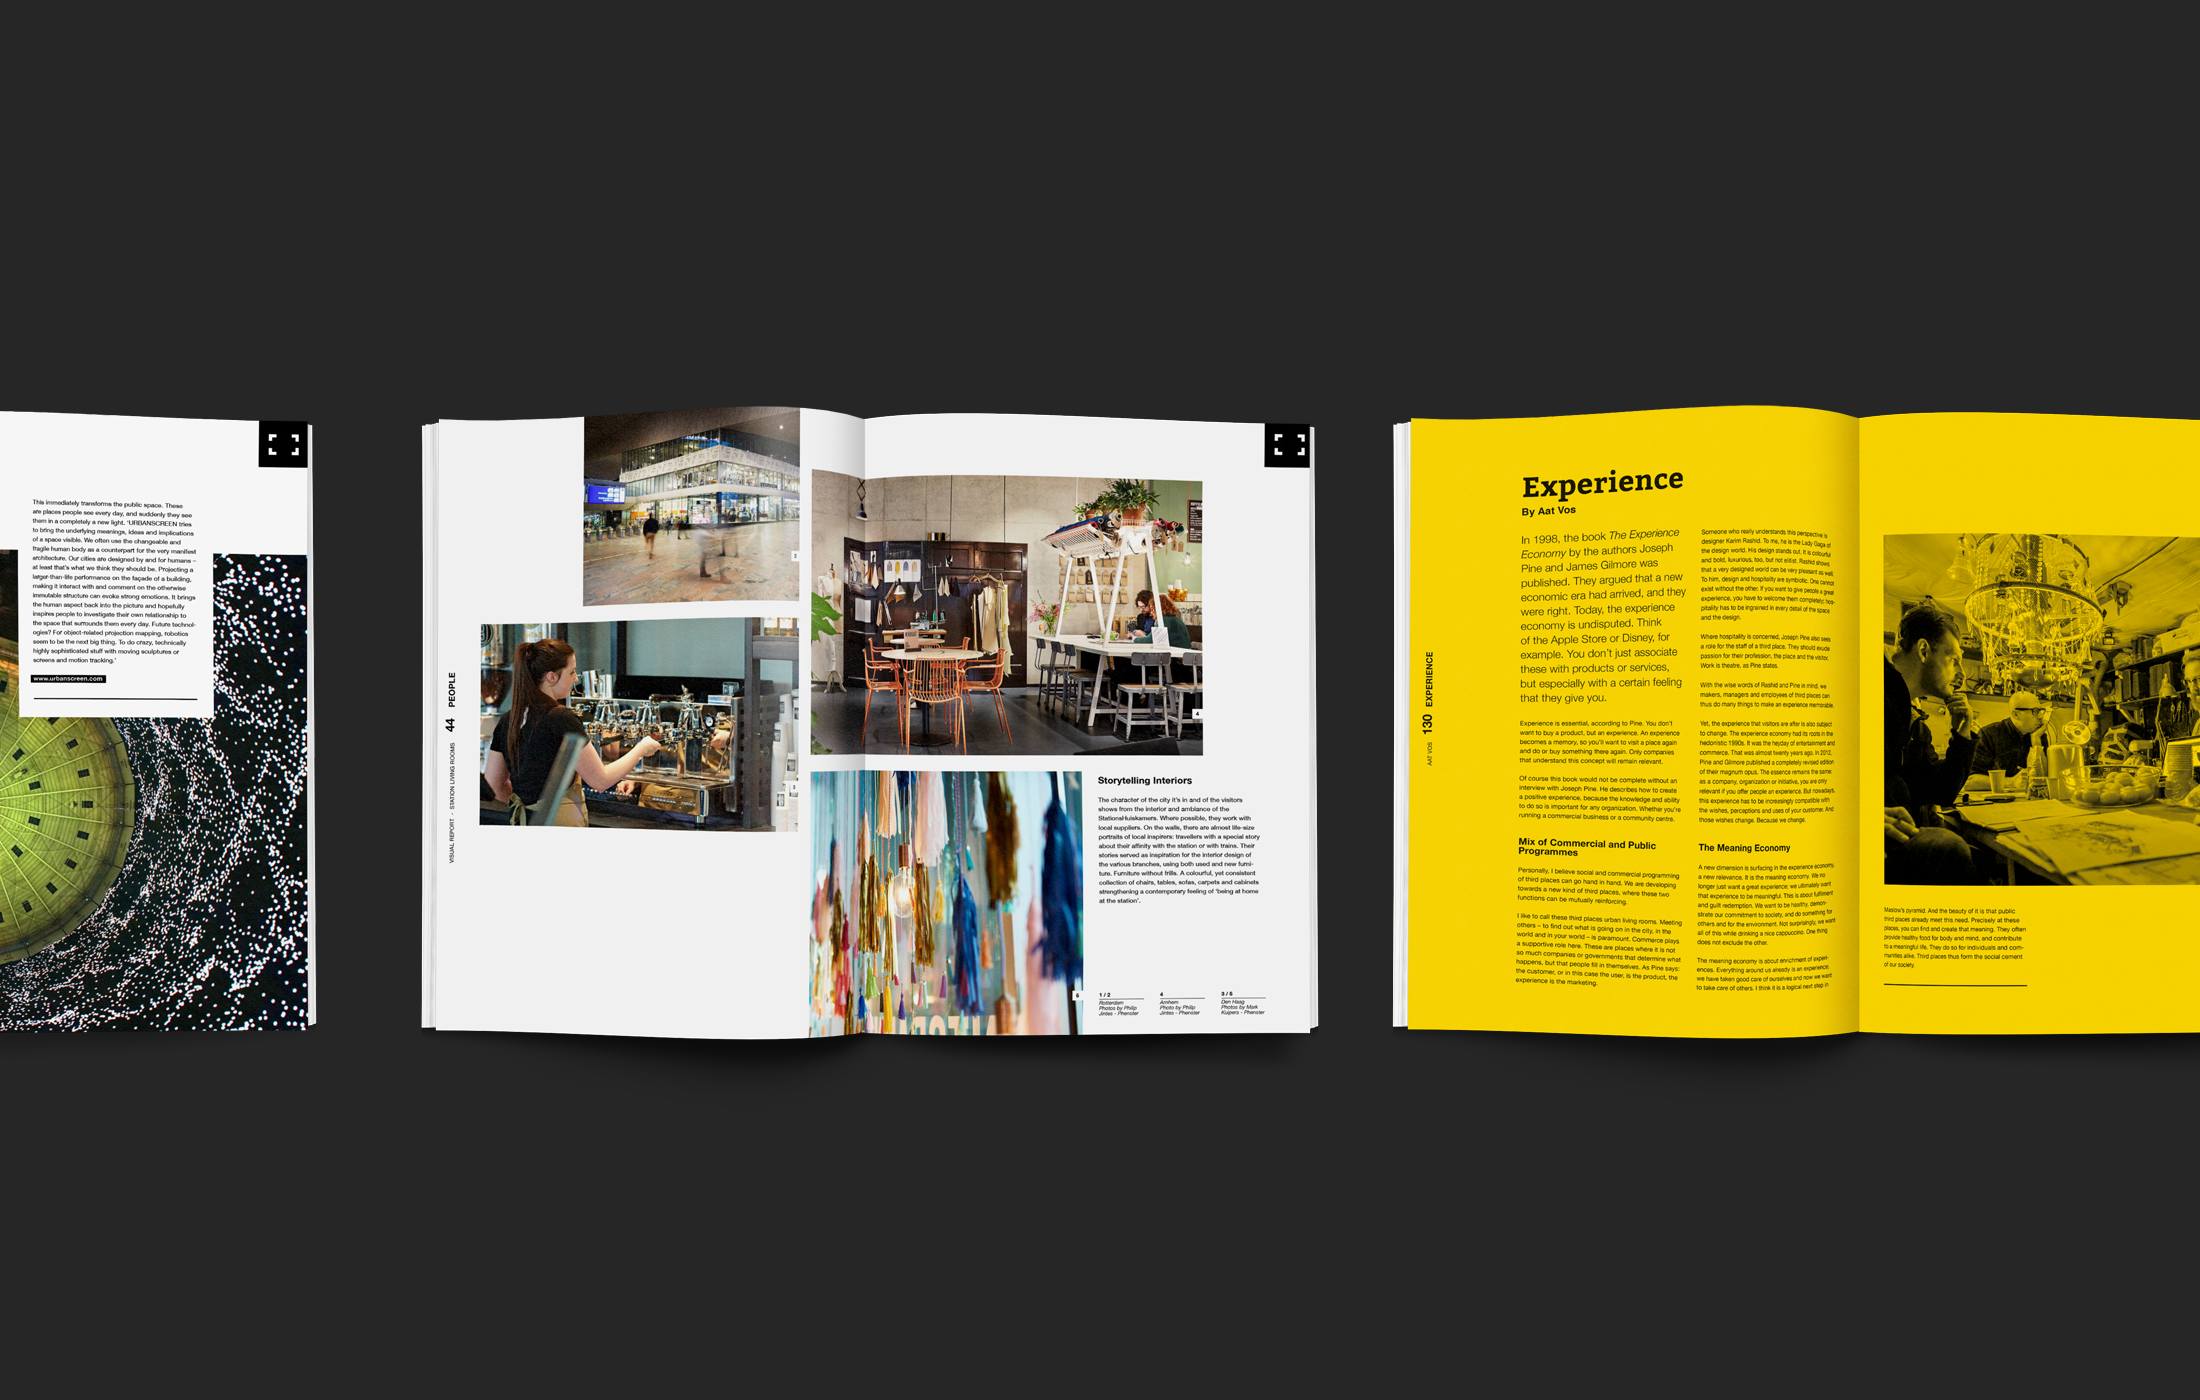 This immediately transforms the public space. These
are places people see every day, and suddenly they see
them in a completely a new light. 'URBANSCREEN tries
to bring the underlying meanings, ideas and implications
of a space visible. We often use the changeable and
fragile human body as a counterpart for the very manifest
architecture. Our cities are designed by and for humans –
at least that's what we think they should be. Projecting a
larger-than-life performance on the façade of a building,
making it interact with and comment on the otherwise
immutable structure can evoke strong emotions. It brings
the human aspect back into the picture and hopefully
inspires people to investigate their own relationship to
the space that surrounds them every day. Future technol-
ogies? For object-related projection mapping, robotics
seem to be the next big thing. To do crazy, technically
highly sophisticated stuff with moving sculptures or
screens and motion tracking.'
www.urbanscreen.com
VISUAL REPORT - STATION LIVING ROOMS 44 PEOPLE
2
3
4
6
Storytelling Interiors
The character of the city it's in and of the visitors
shows from the interior and ambiance of the
StationsHuiskamers. Where possible, they work with
local suppliers. On the walls, there are almost life-size
portraits of local inspirers: travellers with a special story
about their affinity with the station or with trains. Their
stories served as inspiration for the interior design of
the various branches, using both used and new furni-
ture. Furniture without frills. A colourful, yet consistent
collection of chairs, tables, sofas, carpets and cabinets
strengthening a contemporary feeling of 'being at home
at the station'.
1 / 2
Rotterdam
Photos by Philip
Jintes - Phenster
4
Arnhem
Photo by Philip
Jintes - Phenster
3 / 5
Den Haag
Photos by Mark
Kuipers - Phenster
AAT VOS 130 EXPERIENCE
Experience
By Aat Vos
In 1998, the book The Experience
Economy by the authors Joseph
Pine and James Gilmore was
published. They argued that a new
economic era had arrived, and they
were right. Today, the experience
economy is undisputed. Think
of the Apple Store or Disney, for
example. You don't just associate
these with products or services,
but especially with a certain feeling
that they give you.
Experience is essential, according to Pine. You don't
want to buy a product, but an experience. An experience
becomes a memory, so you'll want to visit a place again
and do or buy something there again. Only companies
that understand this concept will remain relevant.
Of course this book would not be complete without an
interview with Joseph Pine. He describes how to create
a positive experience, because the knowledge and ability
to do so is important for any organization. Whether you're
running a commercial business or a community centre.
Mix of Commercial and Public
Programmes
Personally, I believe social and commercial programming
of third places can go hand in hand. We are developing
towards a new kind of third places, where these two
functions can be mutually reinforcing.
I like to call these third places urban living rooms. Meeting
others – to find out what is going on in the city, in the
world and in your world – is paramount. Commerce plays
a supportive role here. These are places where it is not
so much companies or governments that determine what
happens, but that people fill in themselves. As Pine says:
the customer, or in this case the user, is the product, the
experience is the marketing.
Someone who really understands this perspective is
designer Karim Rashid. To me, he is the Lady Gaga of
the design world. His design stands out. It is colourful
and bold, luxurious, too, but not elitist. Rashid shows
that a very designed world can be very pleasant as well.
To him, design and hospitality are symbiotic. One cannot
exist without the other. If you want to give people a great
experience, you have to welcome them completely; hos-
pitality has to be ingrained in every detail of the space
and the design.
Where hospitality is concerned, Joseph Pine also sees
a role for the staff of a third place. They should exude
passion for their profession, the place and the visitor.
Work is theatre, as Pine states.
With the wise words of Rashid and Pine in mind, we
makers, managers and employees of third places can
thus do many things to make an experience memorable.
Yet, the experience that visitors are after is also subject
to change. The experience economy had its roots in the
hedonistic 1990s. It was the heyday of entertainment and
commerce. That was almost twenty years ago. In 2012,
Pine and Gilmore published a completely revised edition
of their magnum opus. The essence remains the same:
as a company, organization or initiative, you are only
relevant if you offer people an experience. But nowadays,
this experience has to be increasingly compatible with
the wishes, perceptions and uses of your customer. And
those wishes change. Because we change.
The Meaning Economy
A new dimension is surfacing in the experience economy,
a new relevance. It is the meaning economy. We no
longer just want a great experience; we ultimately want
that experience to be meaningful. This is about fulfilment
and guilt redemption. We want to be healthy, demon-
strate our commitment to society, and do something for
others and for the environment. Not surprisingly, we want
all of this while drinking a nice cappuccino. One thing
does not exclude the other.
The meaning economy is about enrichment of experi-
ences. Everything around us already is an experience;
we have taken good care of ourselves and now we want
to take care of others. I think it is a logical next step in
Maslow's pyramid. And the beauty of it is that public
third places already meet this need. Precisely at these
places, you can find and create that meaning. They often
provide healthy food for body and mind, and contribute
to a meaningful life. They do so for individuals and com-
munities alike. Third places thus form the social cement
of our society.